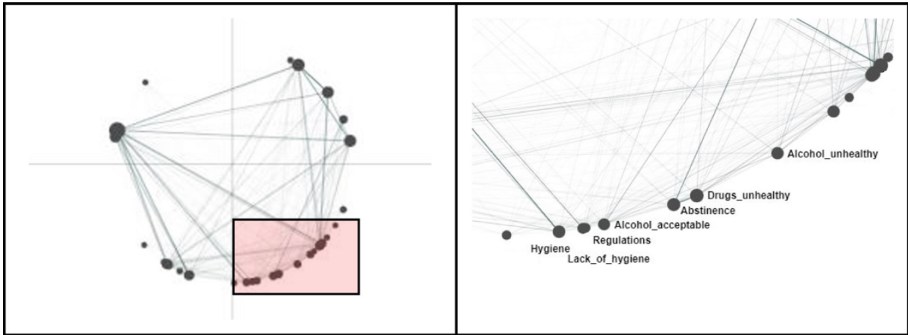 Alcohol_unhealthy
Drugs_unhealthy
Abstinence
Alcohol_acceptable
Regulations
Hygiene
Lack_of_hygiene